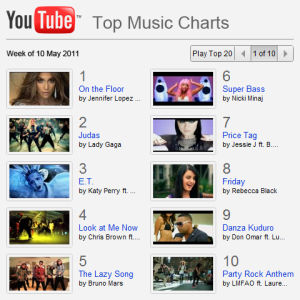 YouTube™ Top Music Charts
Week of 10 May 2011
Play Top 20
1 of 10
1
On the Floor
by Jennifer Lopez ...
2
Judas
by Lady Gaga
3
E.T.
by Katy Perry ft. ...
4
Look at Me Now
by Chris Brown ft....
5
The Lazy Song
by Bruno Mars
6
Super Bass
by Nicki Minaj
7
Price Tag
by Jessie J ft. B....
8
Friday
by Rebecca Black
9
Danza Kuduro
by Don Omar ft. Lu...
10
Party Rock Anthem
by LMFAO ft. Laure...